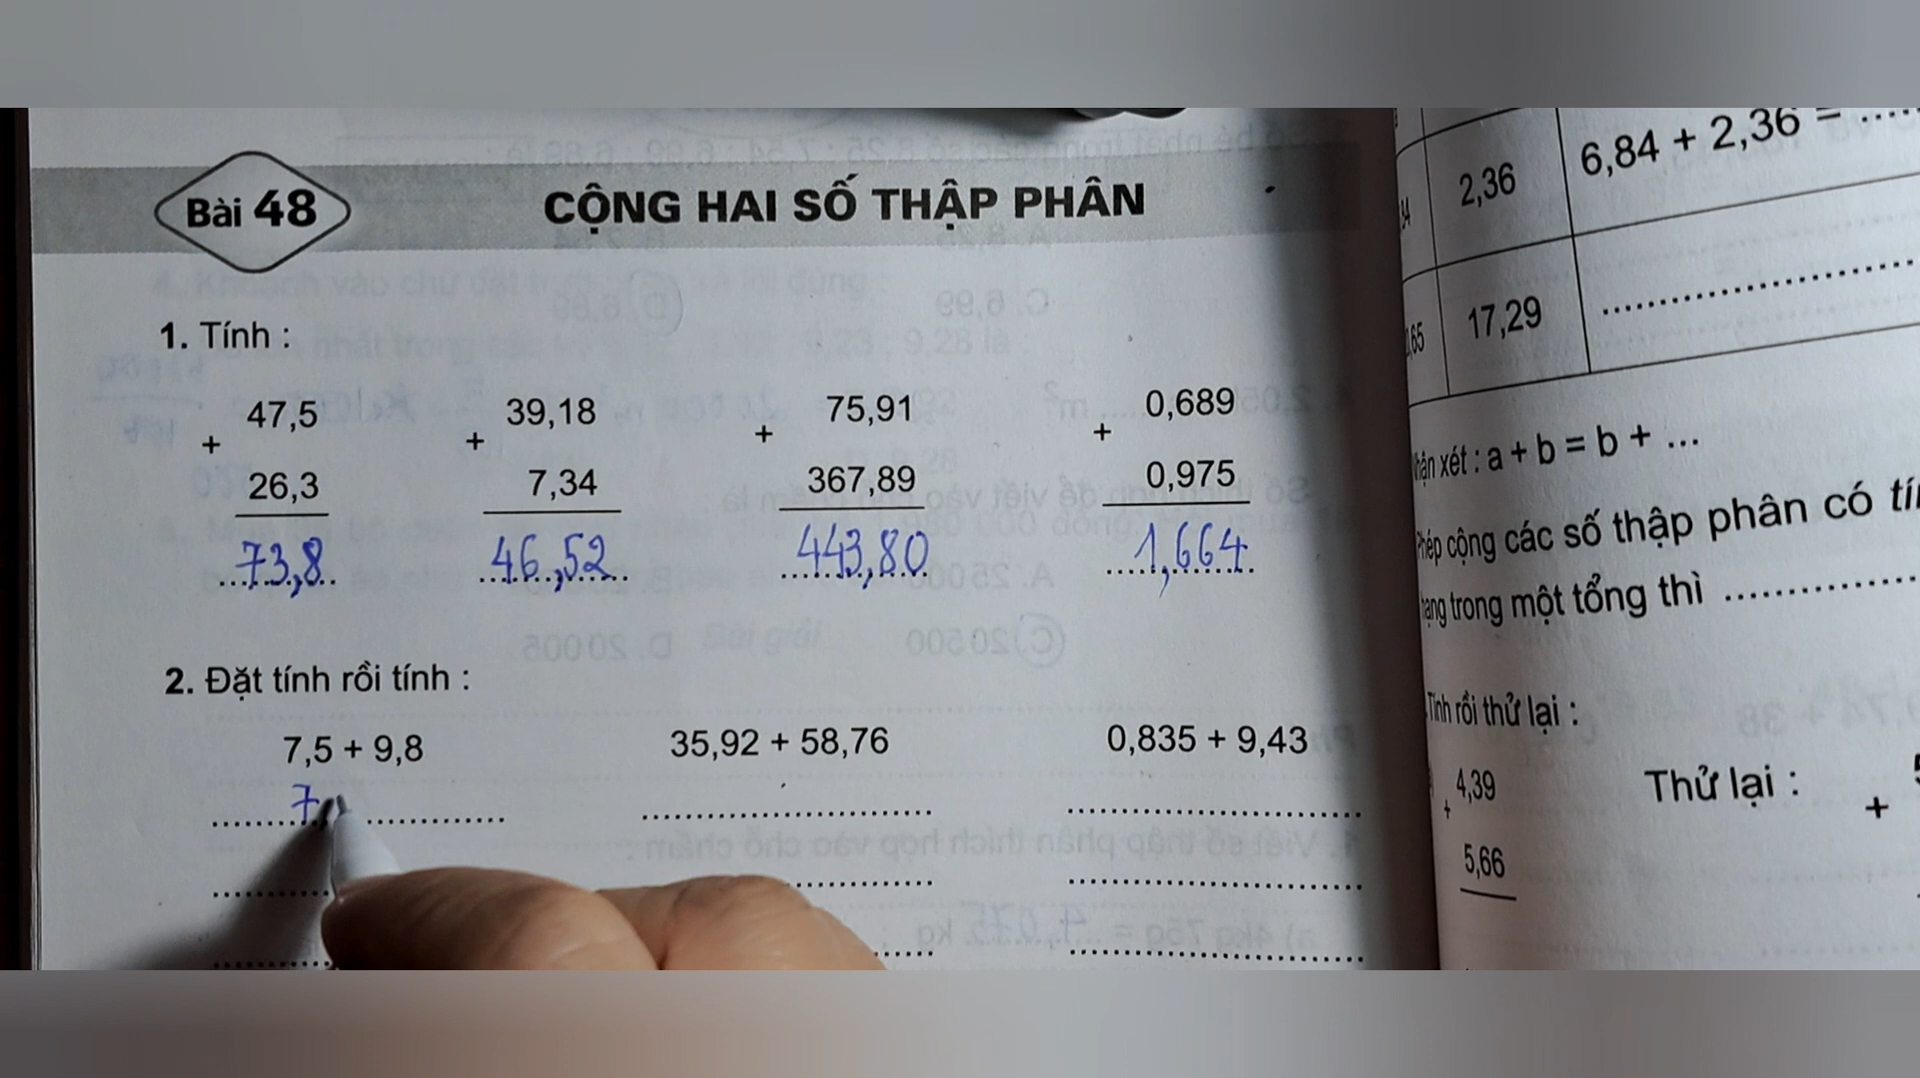 Bài 48
CỘNG HAI SỐ THẬP PHÂN
1. Tính :
47,5 39,18 75,91 0,689
+ + + +
26,3 7,34 367,89 0,975
73,8 46,52 443,80 1,664
2. Đặt tính rồi tính :
7,5 + 9,8 35,92 + 58,76 0,835 + 9,43
7,
2,36 6,84 + 2,36 = ....
17,29 ....................
xét : a + b = b + ...
cộng các số thập phân có
trong một tổng thì ..............
Tính rồi thử lại :
4,39 Thử lại :
+ +
5,66